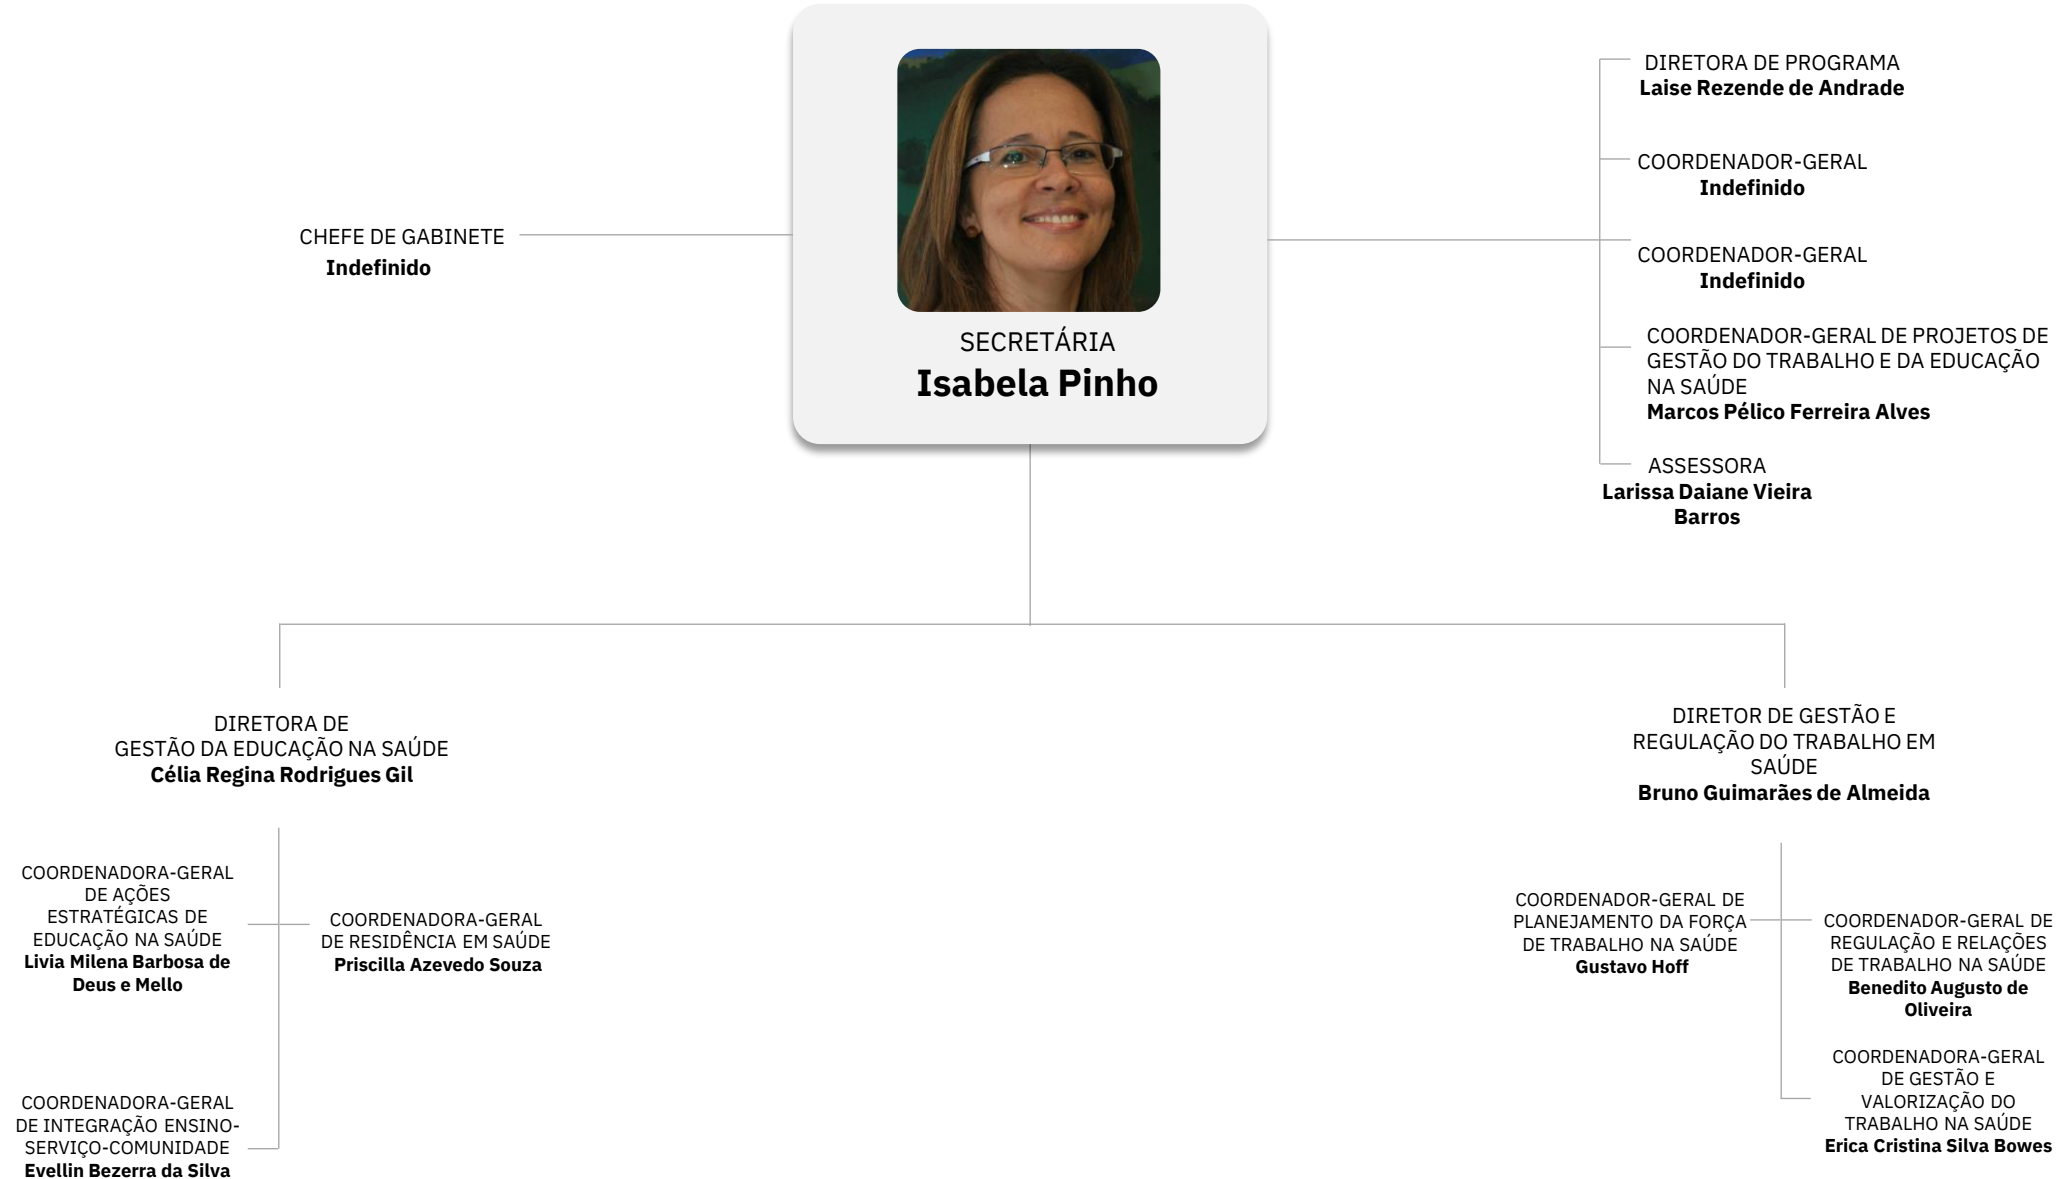 SECRETÁRIA
Isabela Pinho
CHEFE DE GABINETE
Indefinido
DIRETORA DE PROGRAMA
Laise Rezende de Andrade
COORDENADOR-GERAL
Indefinido
COORDENADOR-GERAL
Indefinido
COORDENADOR-GERAL DE PROJETOS DE
GESTÃO DO TRABALHO E DA EDUCAÇÃO
NA SAÚDE
Marcos Pélico Ferreira Alves
ASSESSORA
Larissa Daiane Vieira
Barros
DIRETORA DE
GESTÃO DA EDUCAÇÃO NA SAÚDE
Célia Regina Rodrigues Gil
COORDENADORA-GERAL
DE AÇÕES
ESTRATÉGICAS DE
EDUCAÇÃO NA SAÚDE
Livia Milena Barbosa de
Deus e Mello
COORDENADORA-GERAL
DE RESIDÊNCIA EM SAÚDE
Priscilla Azevedo Souza
COORDENADORA-GERAL
DE INTEGRAÇÃO ENSINO-
SERVIÇO-COMUNIDADE
Evellin Bezerra da Silva
DIRETOR DE GESTÃO E
REGULAÇÃO DO TRABALHO EM
SAÚDE
Bruno Guimarães de Almeida
COORDENADOR-GERAL DE
PLANEJAMENTO DA FORÇA
DE TRABALHO NA SAÚDE
Gustavo Hoff
COORDENADOR-GERAL DE
REGULAÇÃO E RELAÇÕES
DE TRABALHO NA SAÚDE
Benedito Augusto de
Oliveira
COORDENADORA-GERAL
DE GESTÃO E
VALORIZAÇÃO DO
TRABALHO NA SAÚDE
Erica Cristina Silva Bowes